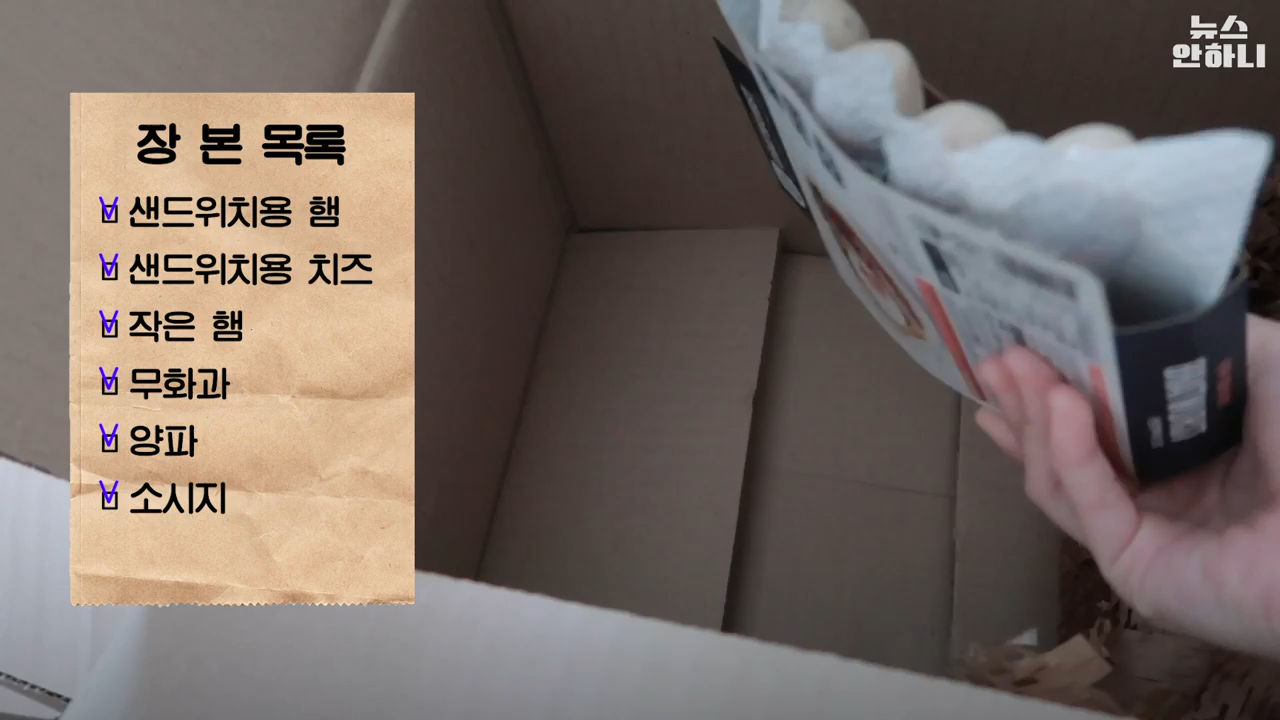 뉴스
안하니
장 본 목록
샌드위치용 햄
샌드위치용 치즈
작은 햄
무화과
양파
소시지